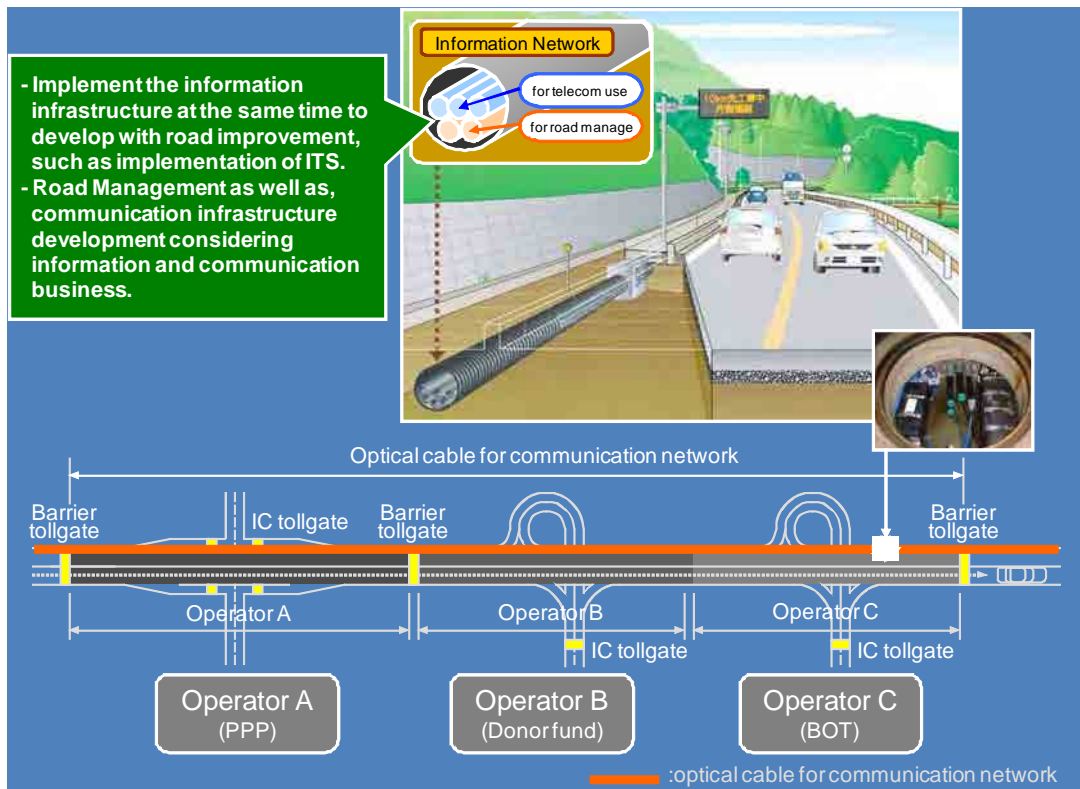 Information Network
for telecom use
for road manage
- Implement the information
infrastructure at the same time to
develop with road improvement,
such as implementation of ITS.
- Road Management as well as,
communication infrastructure
development considering
information and communication
business.
Optical cable for communication network
Barrier
tollgate
IC tollgate
Barrier
tollgate
Barrier
tollgate
Operator A
Operator B
Operator C
IC tollgate
IC tollgate
Operator A
(PPP)
Operator B
(Donor fund)
Operator C
(BOT)
:optical cable for communication network